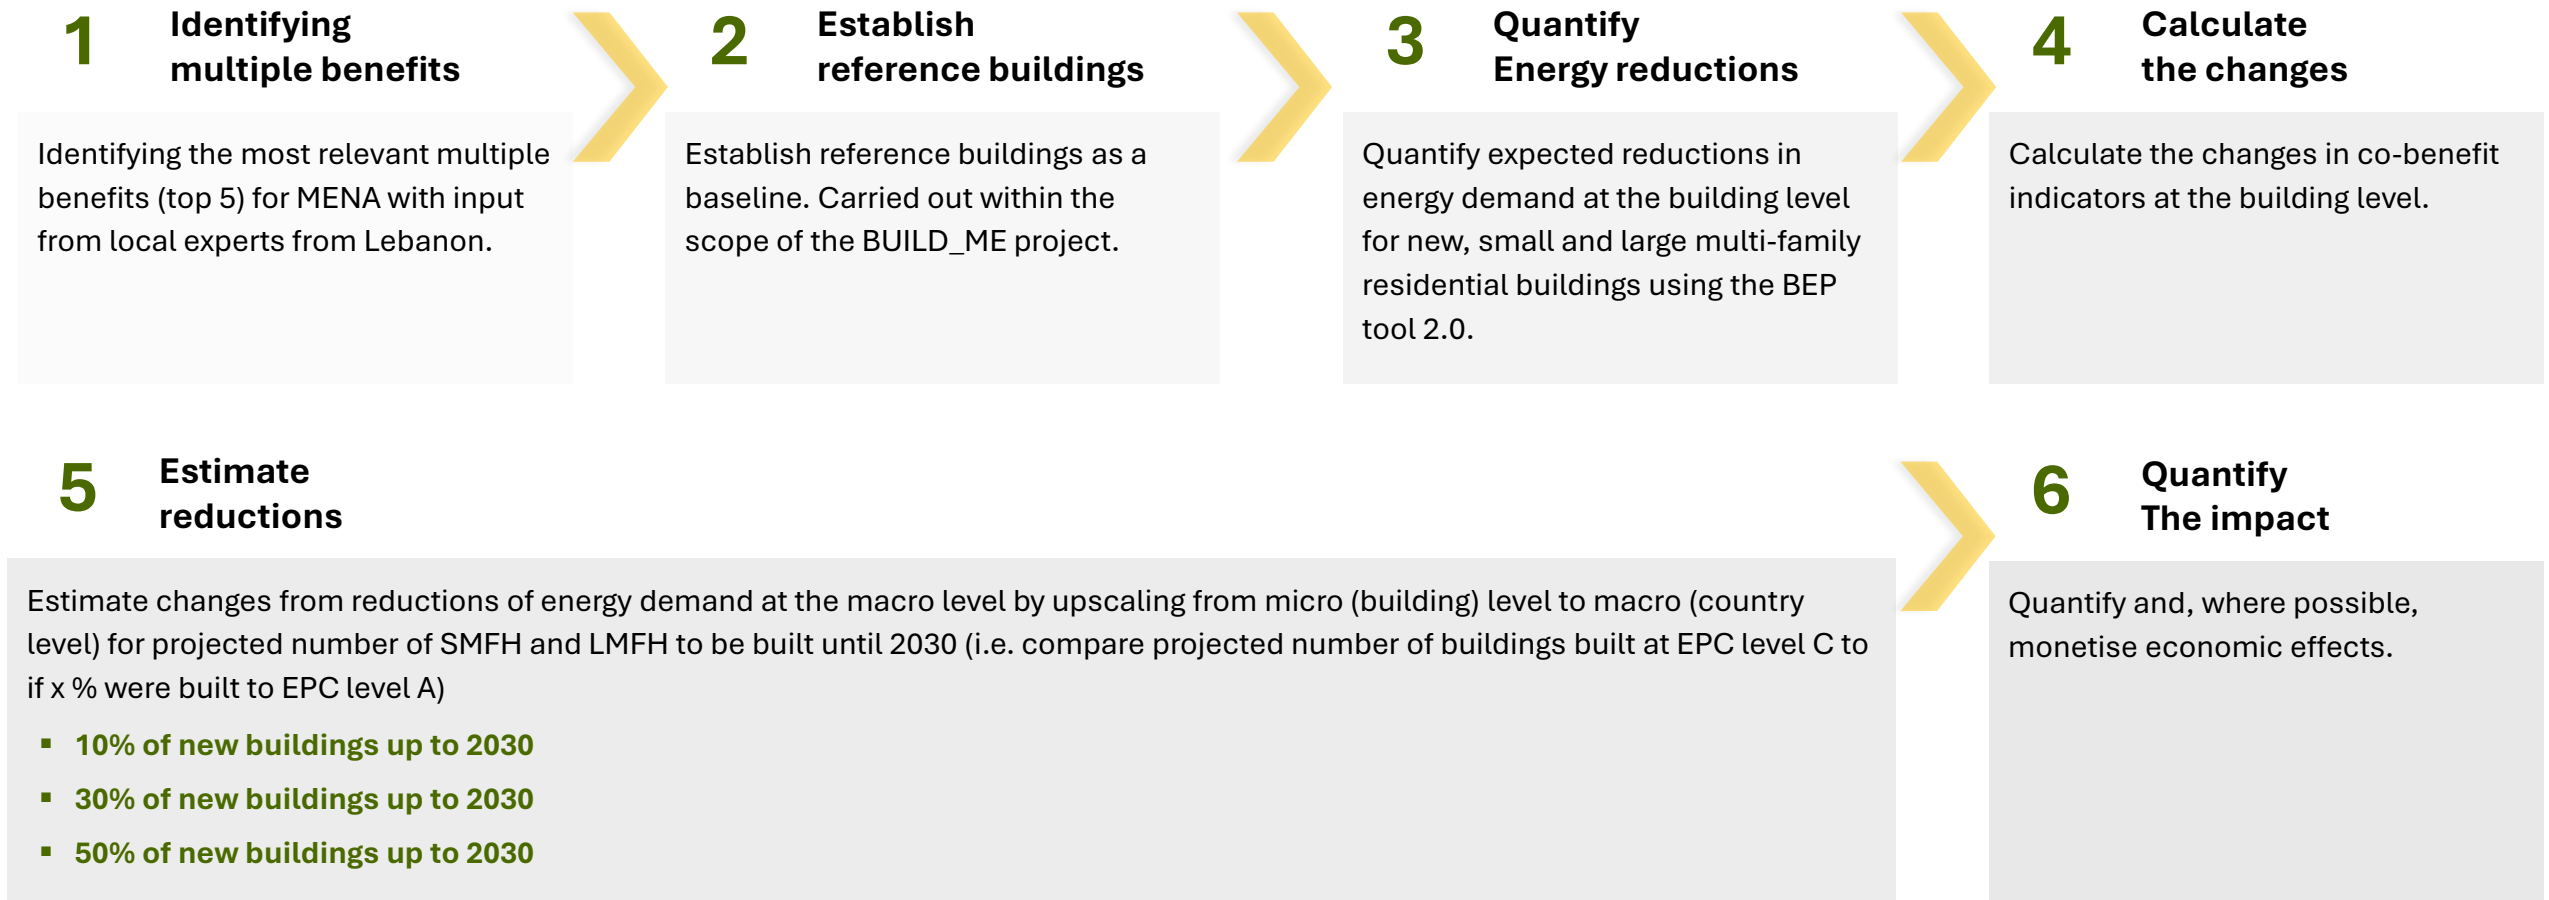 1
Identifying
multiple benefits
Identifying the most relevant multiple
benefits (top 5) for MENA with input
from local experts from Lebanon.
2
Establish
reference buildings
Establish reference buildings as a
baseline. Carried out within the
scope of the BUILD_ME project.
3
Quantify
Energy reductions
Quantify expected reductions in
energy demand at the building level
for new, small and large multi-family
residential buildings using the BEP
tool 2.0.
4
Calculate
the changes
Calculate the changes in co-benefit
indicators at the building level.
5
Estimate
reductions
Estimate changes from reductions of energy demand at the macro level by upscaling from micro (building) level to macro (country
level) for projected number of SMFH and LMFH to be built until 2030 (i.e. compare projected number of buildings built at EPC level C to
if x % were built to EPC level A)
▪ 10% of new buildings up to 2030
▪ 30% of new buildings up to 2030
▪ 50% of new buildings up to 2030
6
Quantify
The impact
Quantify and, where possible,
monetise economic effects.